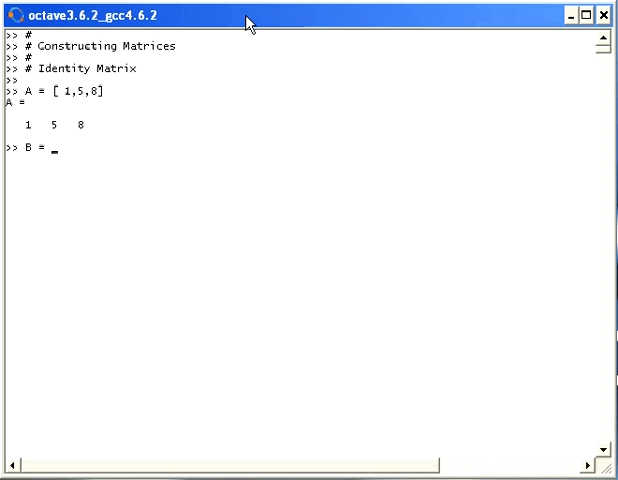 octave3.6.2_gcc4.6.2
>> #
>> # Constructing Matrices
>> #
>> # Identity Matrix
>>
>> A = [ 1,5,8]
A =
1 5 8
>> B = _